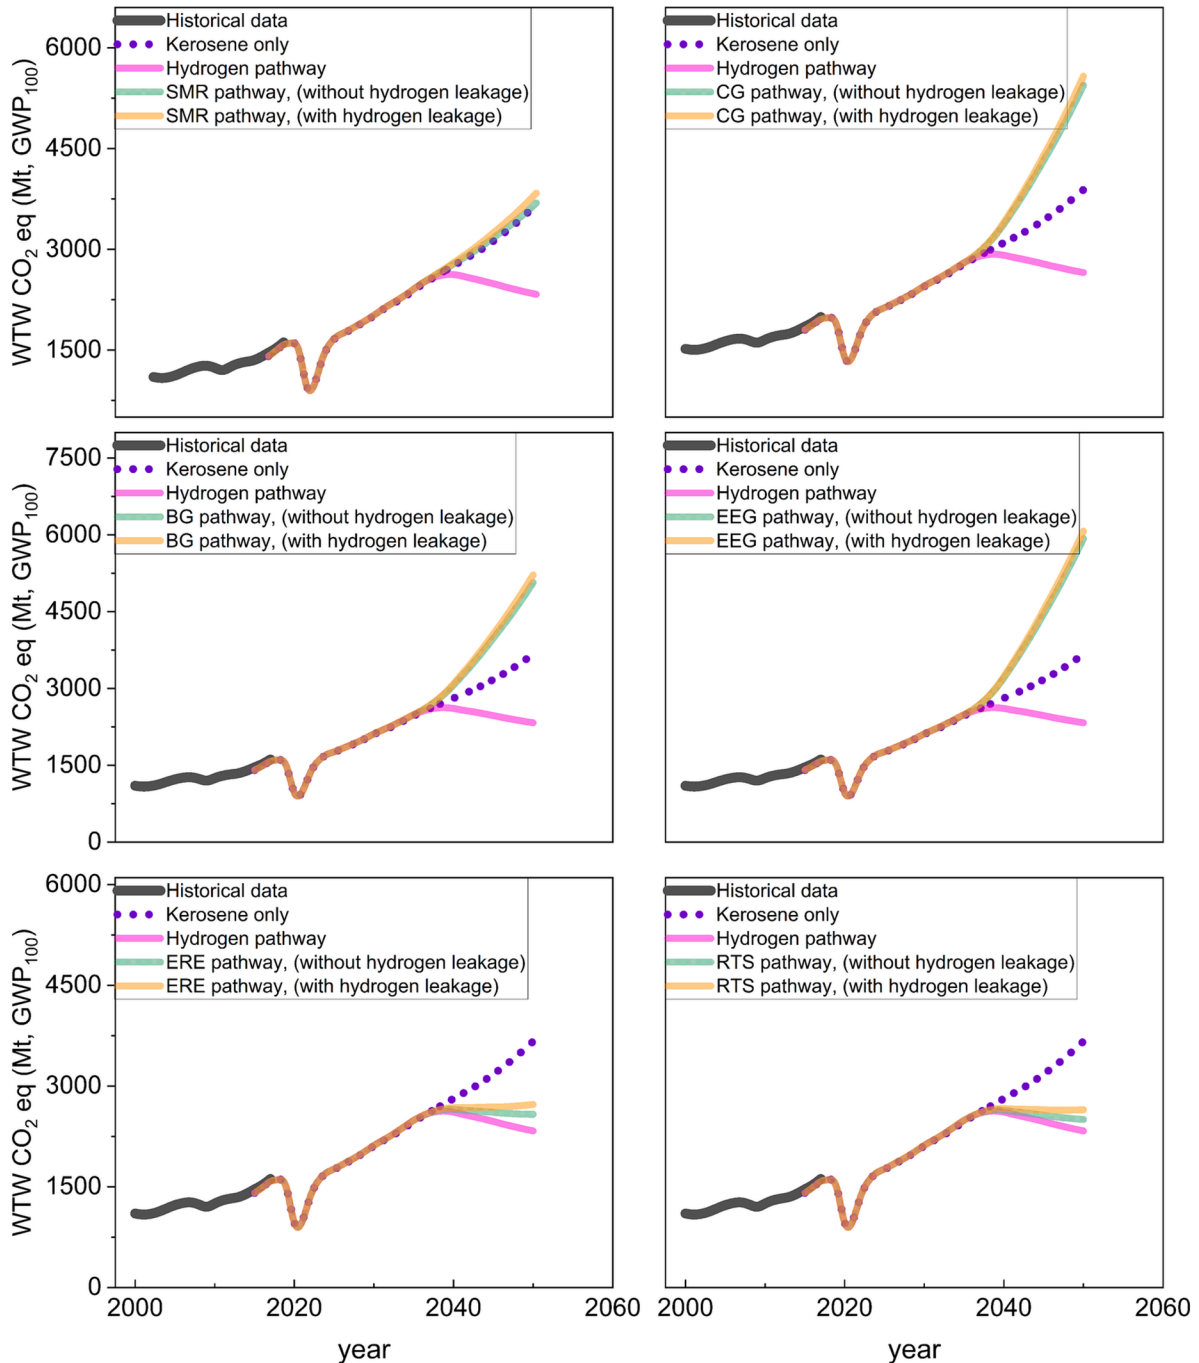 Historical data
Kerosene only
Hydrogen pathway
SMR pathway, (without hydrogen leakage)
SMR pathway, (with hydrogen leakage)
6000
4500
3000
1500
WTW CO₂ eq (Mt, GWP₁₀₀)
Historical data
Kerosene only
Hydrogen pathway
CG pathway, (without hydrogen leakage)
CG pathway, (with hydrogen leakage)
Historical data
Kerosene only
Hydrogen pathway
BG pathway, (without hydrogen leakage)
BG pathway, (with hydrogen leakage)
7500
6000
4500
3000
1500
0
WTW CO₂ eq (Mt, GWP₁₀₀)
Historical data
Kerosene only
Hydrogen pathway
EEG pathway, (without hydrogen leakage)
EEG pathway, (with hydrogen leakage)
Historical data
Kerosene only
Hydrogen pathway
ERE pathway, (without hydrogen leakage)
ERE pathway, (with hydrogen leakage)
6000
4500
3000
1500
0
WTW CO₂ eq (Mt, GWP₁₀₀)
2000 2020 2040 2060
year
Historical data
Kerosene only
Hydrogen pathway
RTS pathway, (without hydrogen leakage)
RTS pathway, (with hydrogen leakage)
2000 2020 2040 2060
year